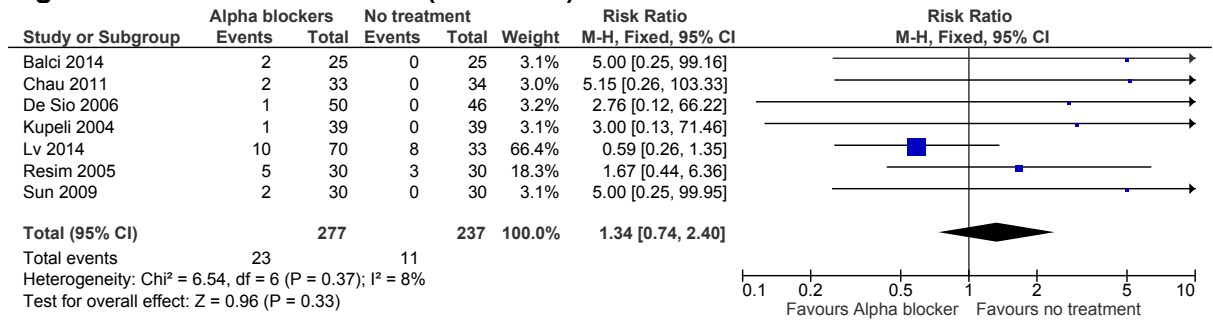 Alpha blockers No treatment Risk Ratio Risk Ratio
Study or Subgroup Events Total Events Total Weight M-H, Fixed, 95% CI M-H, Fixed, 95% CI
Balci 2014 2 25 0 25 3.1% 5.00 [0.25, 99.16]
Chau 2011 2 33 0 34 3.0% 5.15 [0.26, 103.33]
De Sio 2006 1 50 0 46 3.2% 2.76 [0.12, 66.22]
Kupeli 2004 1 39 0 39 3.1% 3.00 [0.13, 71.46]
Lv 2014 10 70 8 33 66.4% 0.59 [0.26, 1.35]
Resim 2005 5 30 3 30 18.3% 1.67 [0.44, 6.36]
Sun 2009 2 30 0 30 3.1% 5.00 [0.25, 99.95]
Total (95% CI) 277 237 100.0% 1.34 [0.74, 2.40]
Total events 23 11
Heterogeneity: Chi² = 6.54, df = 6 (P = 0.37); I² = 8%
Test for overall effect: Z = 0.96 (P = 0.33)
0.1 0.2 0.5 1 2 5 10
Favours Alpha blocker Favours no treatment